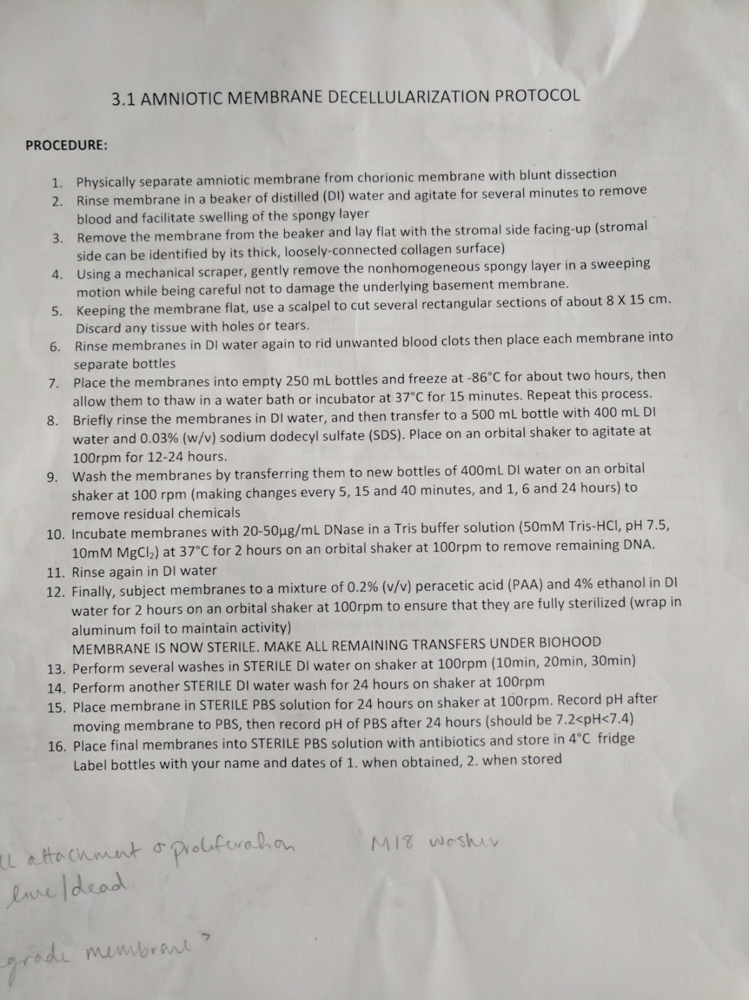 3.1 AMNIOTIC MEMBRANE DECELLULARIZATION PROTOCOL
PROCEDURE:
1. Physically separate amniotic membrane from chorionic membrane with blunt dissection
2. Rinse membrane in a beaker of distilled (DI) water and agitate for several minutes to remove
blood and facilitate swelling of the spongy layer
3. Remove the membrane from the beaker and lay flat with the stromal side facing-up (stromal
side can be identified by its thick, loosely-connected collagen surface)
4. Using a mechanical scraper, gently remove the nonhomogeneous spongy layer in a sweeping
motion while being careful not to damage the underlying basement membrane.
5. Keeping the membrane flat, use a scalpel to cut several rectangular sections of about 8 X 15 cm.
Discard any tissue with holes or tears.
6. Rinse membranes in DI water again to rid unwanted blood clots then place each membrane into
separate bottles
7. Place the membranes into empty 250 mL bottles and freeze at -86°C for about two hours, then
allow them to thaw in a water bath or incubator at 37°C for 15 minutes. Repeat this process.
8. Briefly rinse the membranes in DI water, and then transfer to a 500 mL bottle with 400 mL DI
water and 0.03% (w/v) sodium dodecyl sulfate (SDS). Place on an orbital shaker to agitate at
100rpm for 12-24 hours.
9. Wash the membranes by transferring them to new bottles of 400mL DI water on an orbital
shaker at 100 rpm (making changes every 5, 15 and 40 minutes, and 1, 6 and 24 hours) to
remove residual chemicals
10. Incubate membranes with 20-50µg/mL DNase in a Tris buffer solution (50mM Tris-HCl, pH 7.5,
10mM MgCl₂) at 37°C for 2 hours on an orbital shaker at 100rpm to remove remaining DNA.
11. Rinse again in DI water
12. Finally, subject membranes to a mixture of 0.2% (v/v) peracetic acid (PAA) and 4% ethanol in DI
water for 2 hours on an orbital shaker at 100rpm to ensure that they are fully sterilized (wrap in
aluminum foil to maintain activity)
MEMBRANE IS NOW STERILE. MAKE ALL REMAINING TRANSFERS UNDER BIOHOOD
13. Perform several washes in STERILE DI water on shaker at 100rpm (10min, 20min, 30min)
14. Perform another STERILE DI water wash for 24 hours on shaker at 100rpm
15. Place membrane in STERILE PBS solution for 24 hours on shaker at 100rpm. Record pH after
moving membrane to PBS, then record pH of PBS after 24 hours (should be 7.2<pH<7.4)
16. Place final membranes into STERILE PBS solution with antibiotics and store in 4°C fridge
Label bottles with your name and dates of 1. when obtained, 2. when stored
attachment & proliferation M18 washer
live/dead
grade membrane?